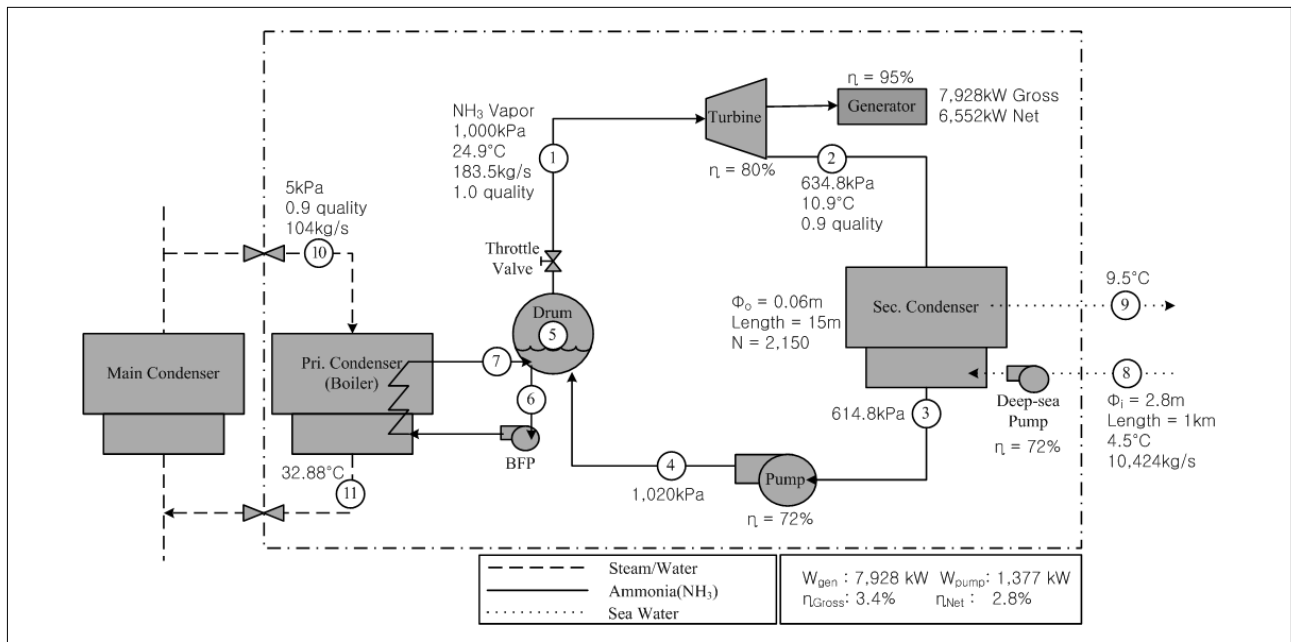 η = 95%
Generator
7,928kW Gross
6,552kW Net
Turbine
η = 80%
NH₃ Vapor
1,000kPa
24.9°C
183.5kg/s
1.0 quality
1
2
634.8kPa
10.9°C
0.9 quality
5kPa
0.9 quality
104kg/s
10
Throttle
Valve
Drum
5
Φₒ = 0.06m
Length = 15m
N = 2,150
Sec. Condenser
9.5°C
9
Main Condenser
Pri. Condenser
(Boiler)
7
6
BFP
8
Deep-sea
Pump
η = 72%
Φᵢ = 2.8m
Length = 1km
4.5°C
10,424kg/s
614.8kPa
3
32.88°C
11
4
1,020kPa
Pump
η = 72%
Steam/Water
Ammonia(NH₃)
Sea Water
Wgen : 7,928 kW Wpump: 1,377 kW
ηGross: 3.4% ηNet : 2.8%